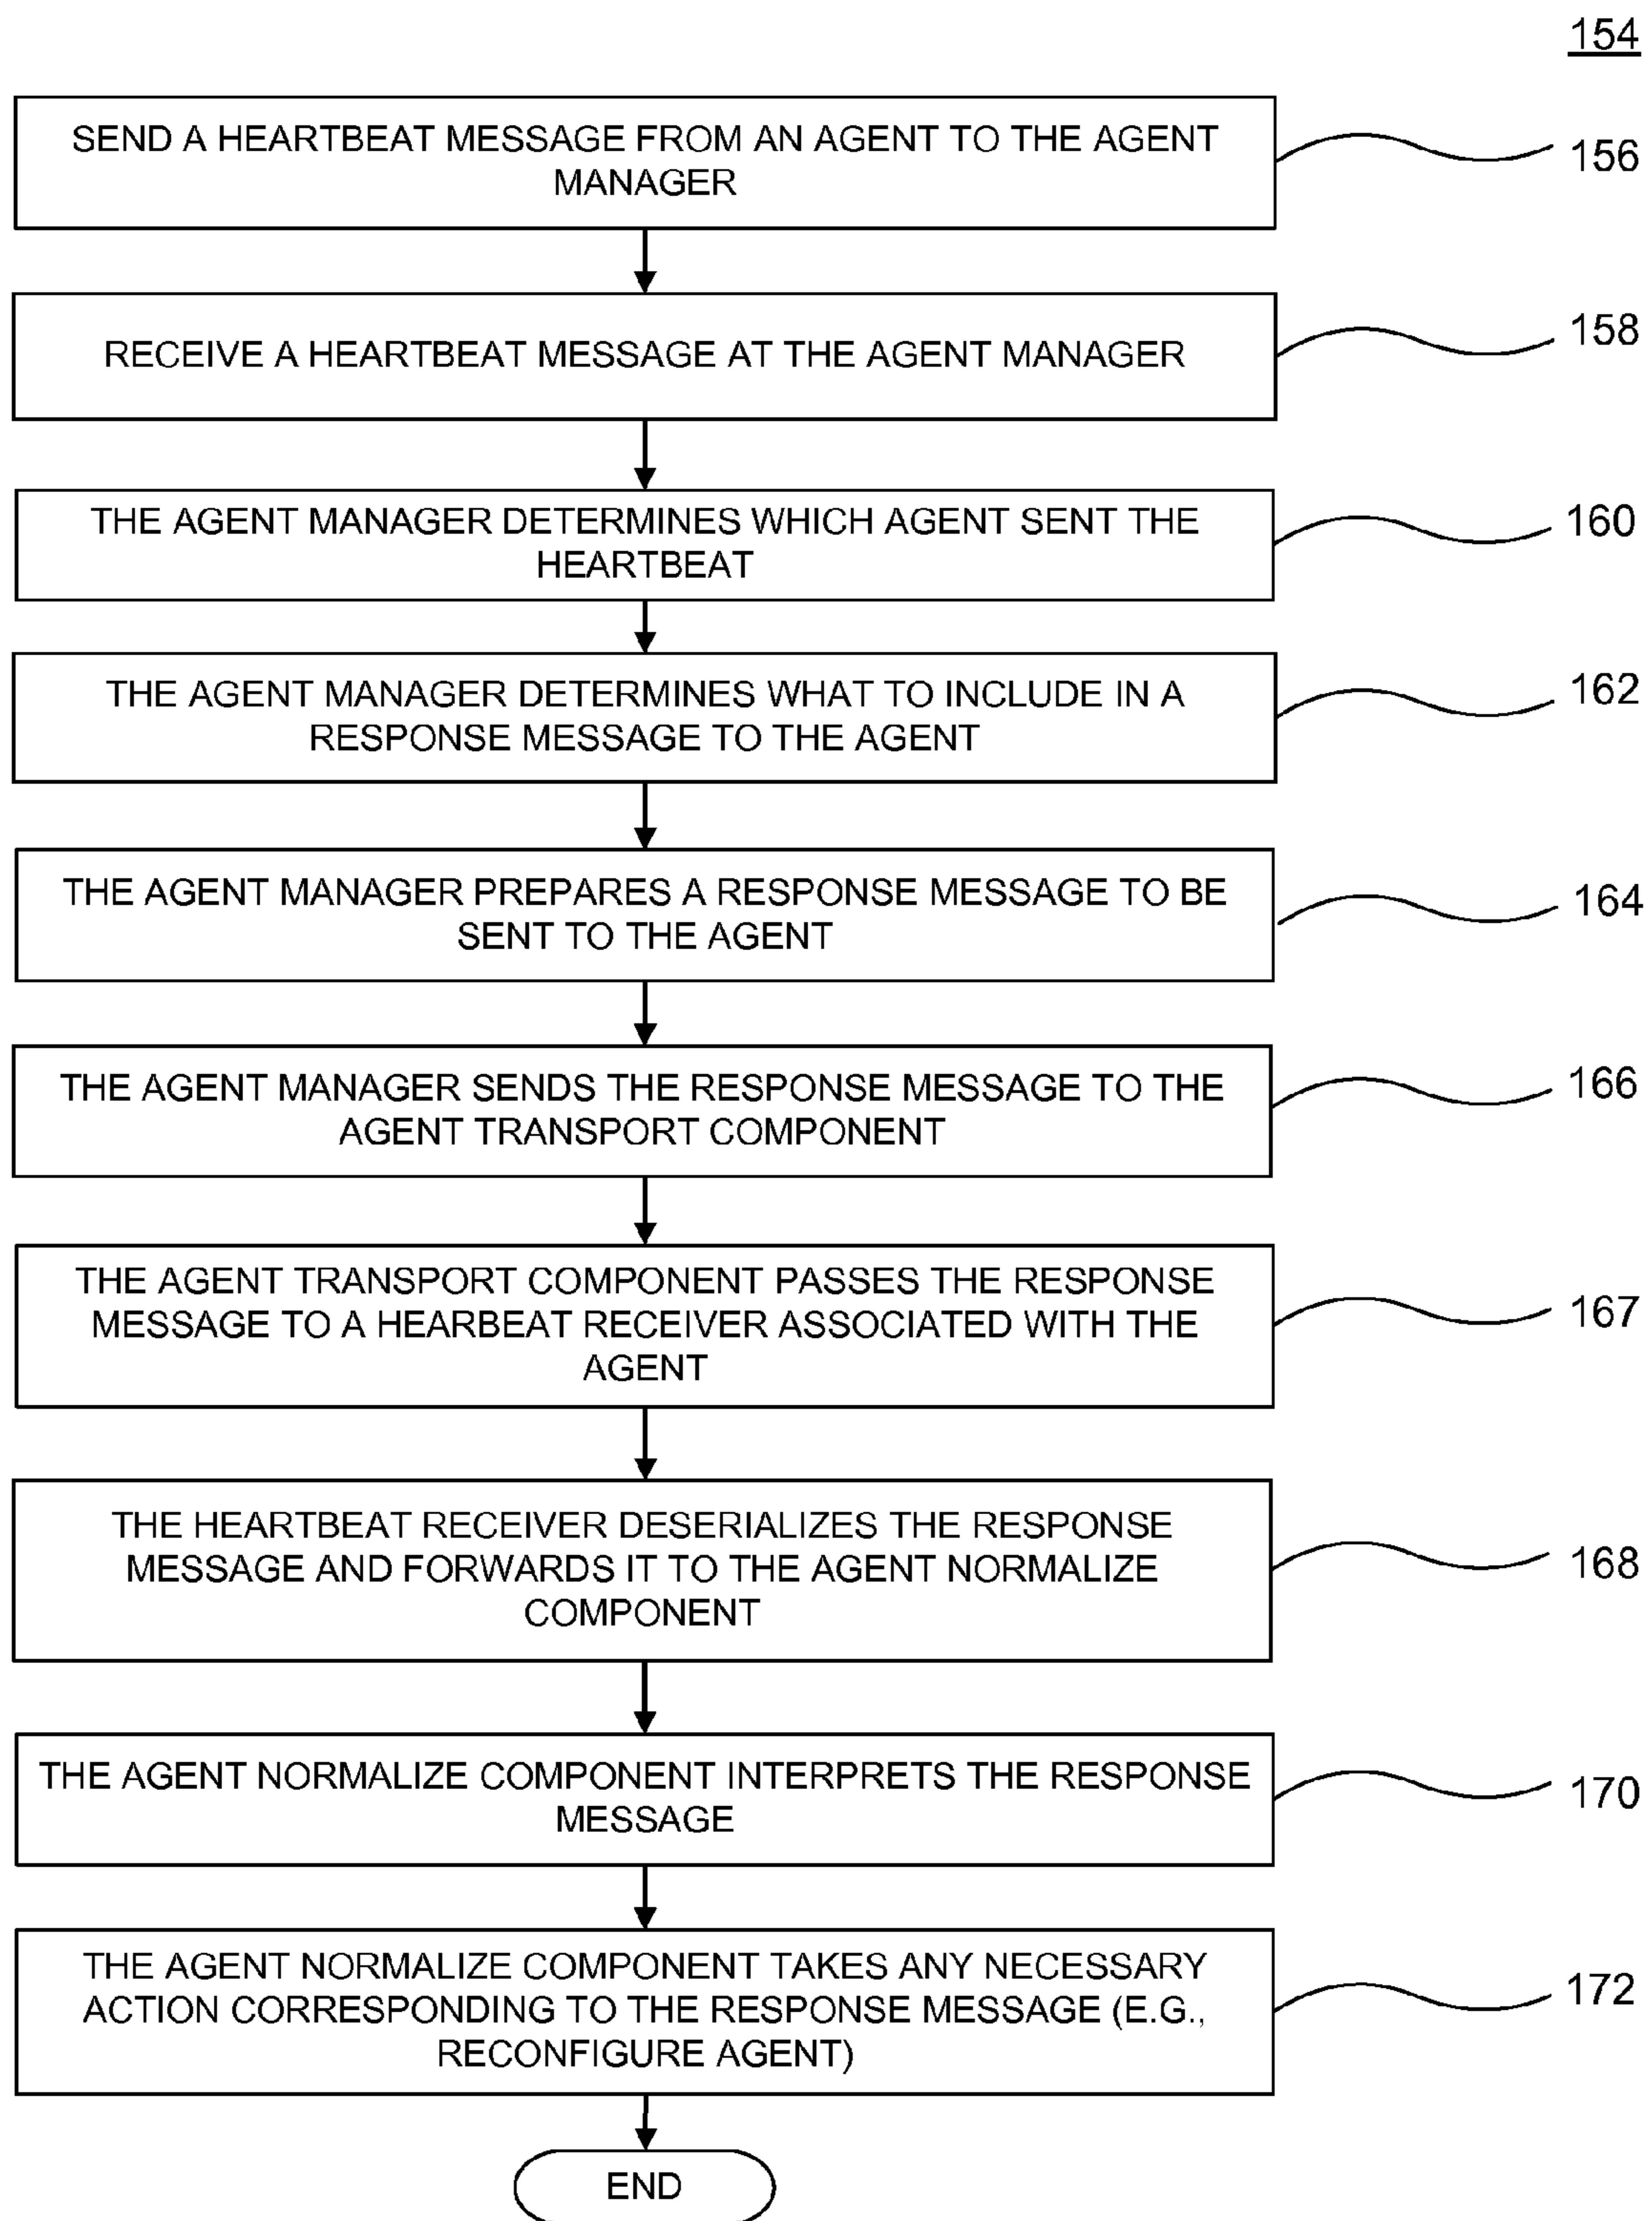 154
SEND A HEARTBEAT MESSAGE FROM AN AGENT TO THE AGENT
MANAGER
156
RECEIVE A HEARTBEAT MESSAGE AT THE AGENT MANAGER
158
THE AGENT MANAGER DETERMINES WHICH AGENT SENT THE
HEARTBEAT
160
THE AGENT MANAGER DETERMINES WHAT TO INCLUDE IN A
RESPONSE MESSAGE TO THE AGENT
162
THE AGENT MANAGER PREPARES A RESPONSE MESSAGE TO BE
SENT TO THE AGENT
164
THE AGENT MANAGER SENDS THE RESPONSE MESSAGE TO THE
AGENT TRANSPORT COMPONENT
166
THE AGENT TRANSPORT COMPONENT PASSES THE RESPONSE
MESSAGE TO A HEARBEAT RECEIVER ASSOCIATED WITH THE
AGENT
167
THE HEARTBEAT RECEIVER DESERIALIZES THE RESPONSE
MESSAGE AND FORWARDS IT TO THE AGENT NORMALIZE
COMPONENT
168
THE AGENT NORMALIZE COMPONENT INTERPRETS THE RESPONSE
MESSAGE
170
THE AGENT NORMALIZE COMPONENT TAKES ANY NECESSARY
ACTION CORRESPONDING TO THE RESPONSE MESSAGE (E.G.,
RECONFIGURE AGENT)
172
END